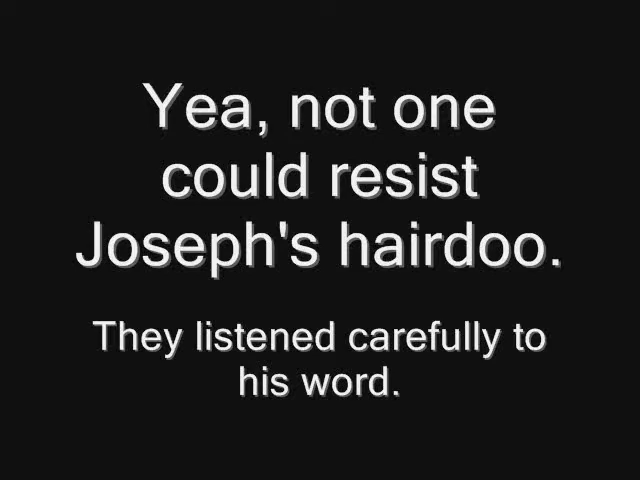 Yea, not one
could resist
Joseph's hairdoo.
They listened carefully to
his word.